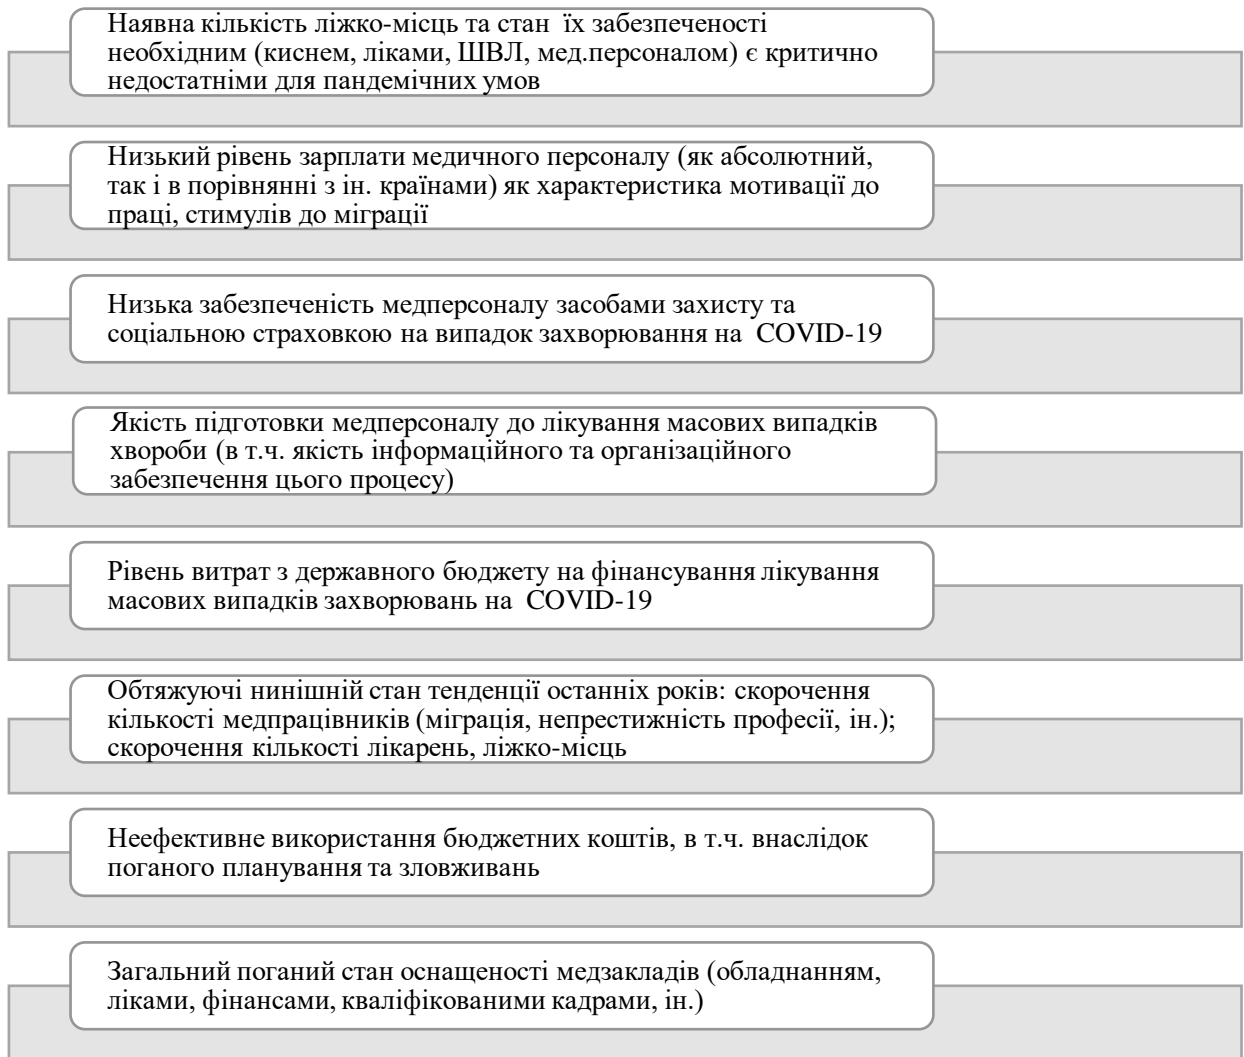 Наявна кількість ліжко-місць та стан їх забезпеченості
необхідним (киснем, ліками, ШВЛ, мед.персоналом) є критично
недостатніми для пандемічних умов
Низький рівень зарплати медичного персоналу (як абсолютний,
так і в порівнянні з ін. країнами) як характеристика мотивації до
праці, стимулів до міграції
Низька забезпеченість медперсоналу засобами захисту та
соціальною страховкою на випадок захворювання на COVID-19
Якість підготовки медперсоналу до лікування масових випадків
хвороби (в т.ч. якість інформаційного та організаційного
забезпечення цього процесу)
Рівень витрат з державного бюджету на фінансування лікування
масових випадків захворювань на COVID-19
Обтяжуючі нинішній стан тенденції останніх років: скорочення
кількості медпрацівників (міграція, непрестижність професії, ін.);
скорочення кількості лікарень, ліжко-місць
Неефективне використання бюджетних коштів, в т.ч. внаслідок
поганого планування та зловживань
Загальний поганий стан оснащеності медзакладів (обладнанням,
ліками, фінансами, кваліфікованими кадрами, ін.)